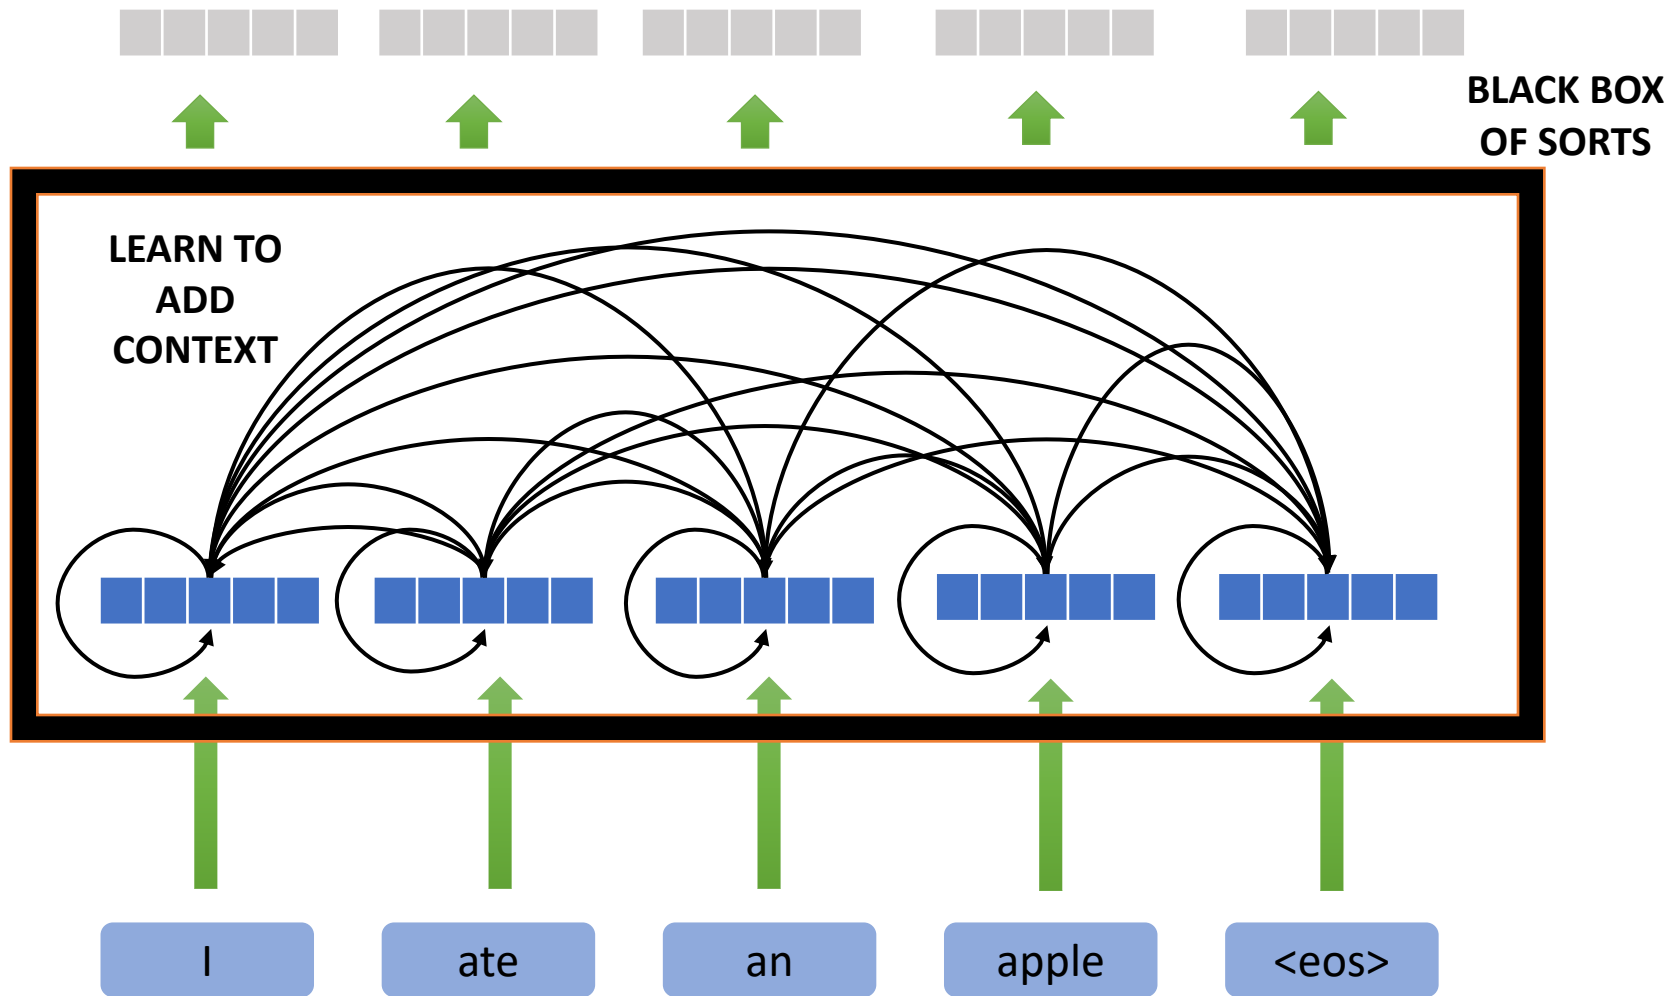 BLACK BOX
OF SORTS
LEARN TO
ADD
CONTEXT
I
ate
an
apple
<eos>